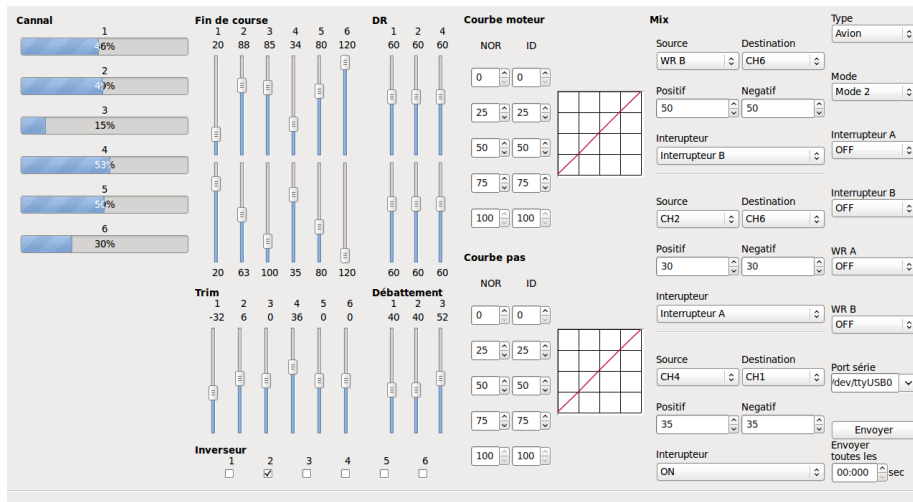 Cannal
1
46%
2
49%
3
15%
4
53%
5
50%
6
30%
Fin de course
1 2 3 4 5 6
20 88 85 34 80 120
20 63 100 35 80 120
DR
1 2 4
60 60 60
60 60 60
Trim
1 2 3 4 5 6
-32 6 0 36 0 0
Débattement
1 2 3
40 40 52
Inverseur
1 2 3 4 5 6
Courbe moteur
NOR ID
0 0
25 25
50 50
75 75
100 100
Courbe pas
NOR ID
0 0
25 25
50 50
75 75
100 100
Mix
Source Destination
WR B CH6
Positif Negatif
50 50
Interupteur
Interrupteur B
Source Destination
CH2 CH6
Positif Negatif
30 30
Interupteur
Interrupteur A
Source Destination
CH4 CH1
Positif Negatif
35 35
Interupteur
ON
Type
Avion
Mode
Mode 2
Interrupteur A
OFF
Interrupteur B
OFF
WR A
OFF
WR B
OFF
Port série
/dev/ttyUSB0
Envoyer
Envoyer
toutes les
00:000 sec